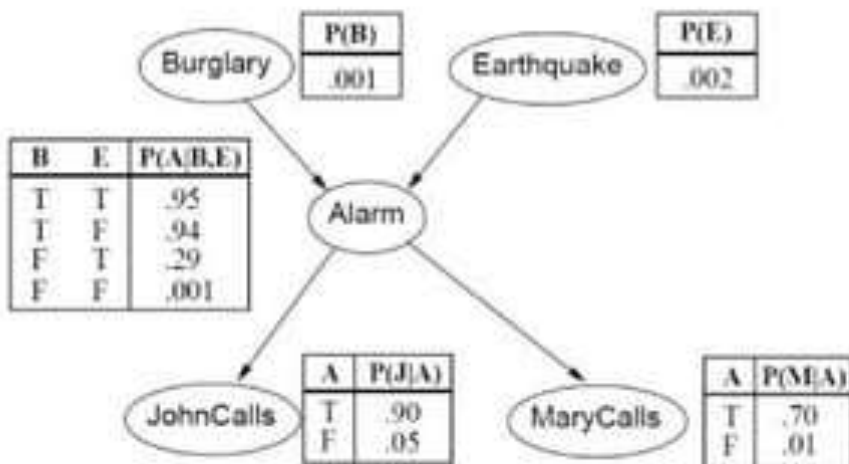 P(B)
Burglary
.001
P(E)
Earthquake
.002
B E P(A|B,E)
T T .95
T F .94
F T .29
F F .001
Alarm
JohnCalls
A P(J|A)
T .90
F .05
MaryCalls
A P(M|A)
T .70
F .01